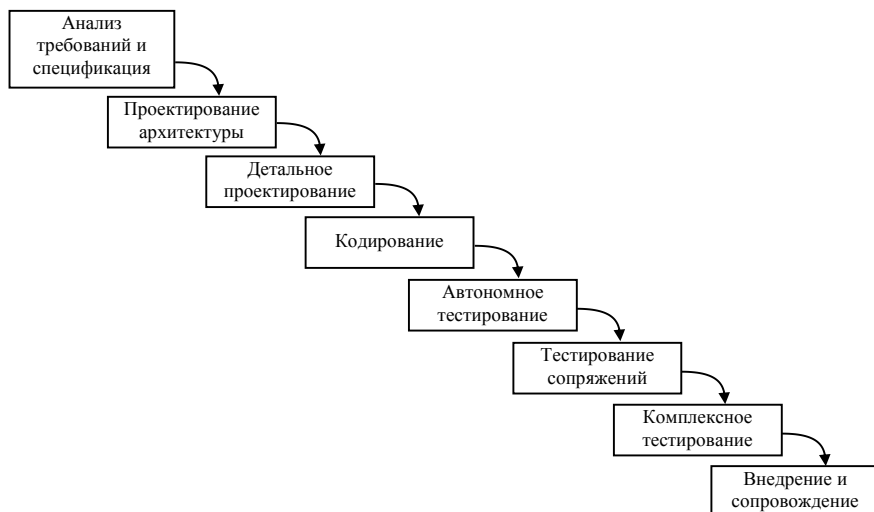 Анализ
требований и
спецификация
Проектирование
архитектуры
Детальное
проектирование
Кодирование
Автономное
тестирование
Тестирование
сопряжений
Комплексное
тестирование
Внедрение и
сопровождение